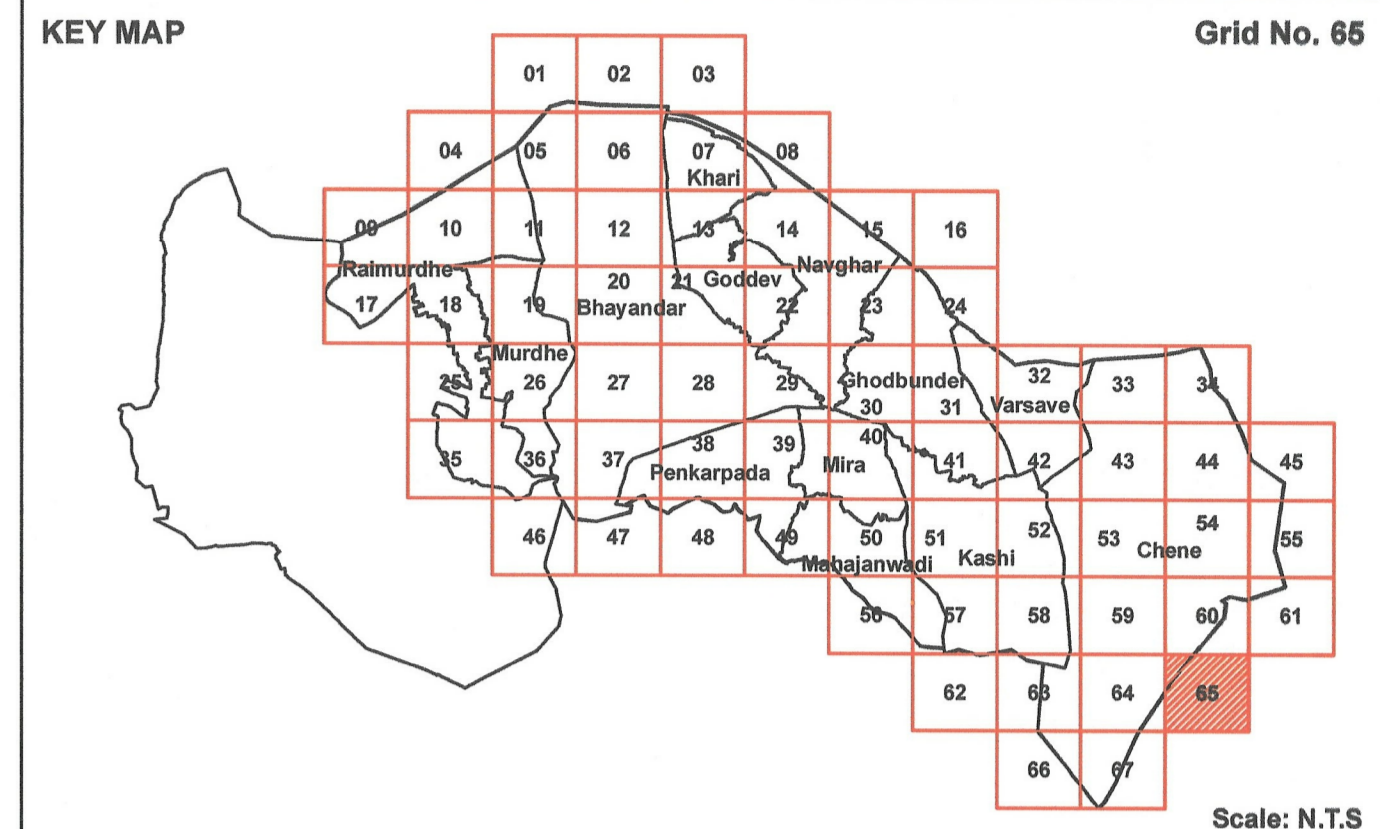 KEY MAP
Grid No. 65
01 02 03
04 05 06 07 08
Khari
09 10 11 12 13 14 15 16
Raimurdhe
Navghar
Goddev
17 18 19 20 21 22 23 24
Bhayandar
Murdhe
25 26 27 28 29 30 31 32 33 34
Ghodbunder
Varsave
35 36 37 38 39 40 41 42 43 44 45
Penkarpada
Mira
46 47 48 49 50 51 52 53 54 55
Mahajanwadi
Kashi
Chene
56 57 58 59 60 61
62 63 64 65
66 67
Scale: N.T.S